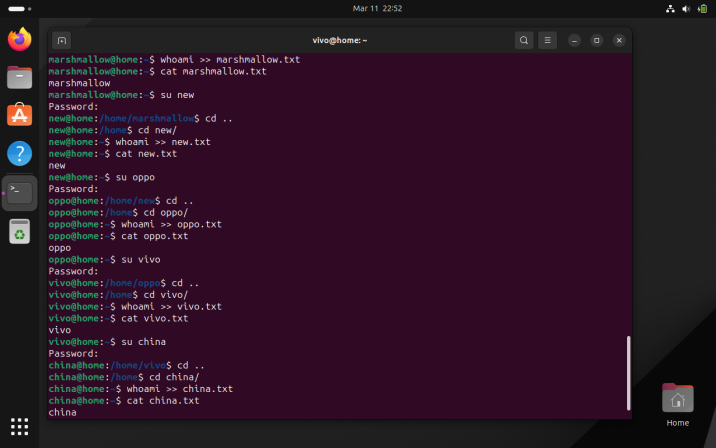 Mar 11 22:52
vivo@home: ~
marshmallow@home:~$ whoami >> marshmallow.txt
marshmallow@home:~$ cat marshmallow.txt
marshmallow
marshmallow@home:~$ su new
Password:
new@home:/home/marshmallow$ cd ..
new@home:/home$ cd new/
new@home:~$ whoami >> new.txt
new@home:~$ cat new.txt
new
new@home:~$ su oppo
Password:
oppo@home:/home/new$ cd ..
oppo@home:/home$ cd oppo/
oppo@home:~$ whoami >> oppo.txt
oppo@home:~$ cat oppo.txt
oppo
oppo@home:~$ su vivo
Password:
vivo@home:/home/oppo$ cd ..
vivo@home:/home$ cd vivo/
vivo@home:~$ whoami >> vivo.txt
vivo@home:~$ cat vivo.txt
vivo
vivo@home:~$ su china
Password:
china@home:/home/vivo$ cd ..
china@home:/home$ cd china/
china@home:~$ whoami >> china.txt
china@home:~$ cat china.txt
china
Home